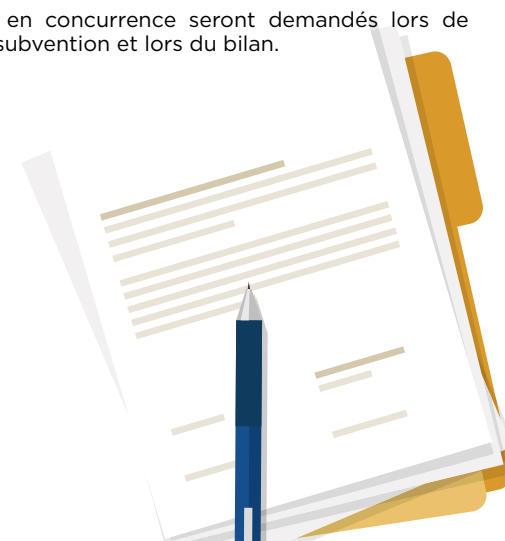 en concurrence seront demandés lors de
subvention et lors du bilan.